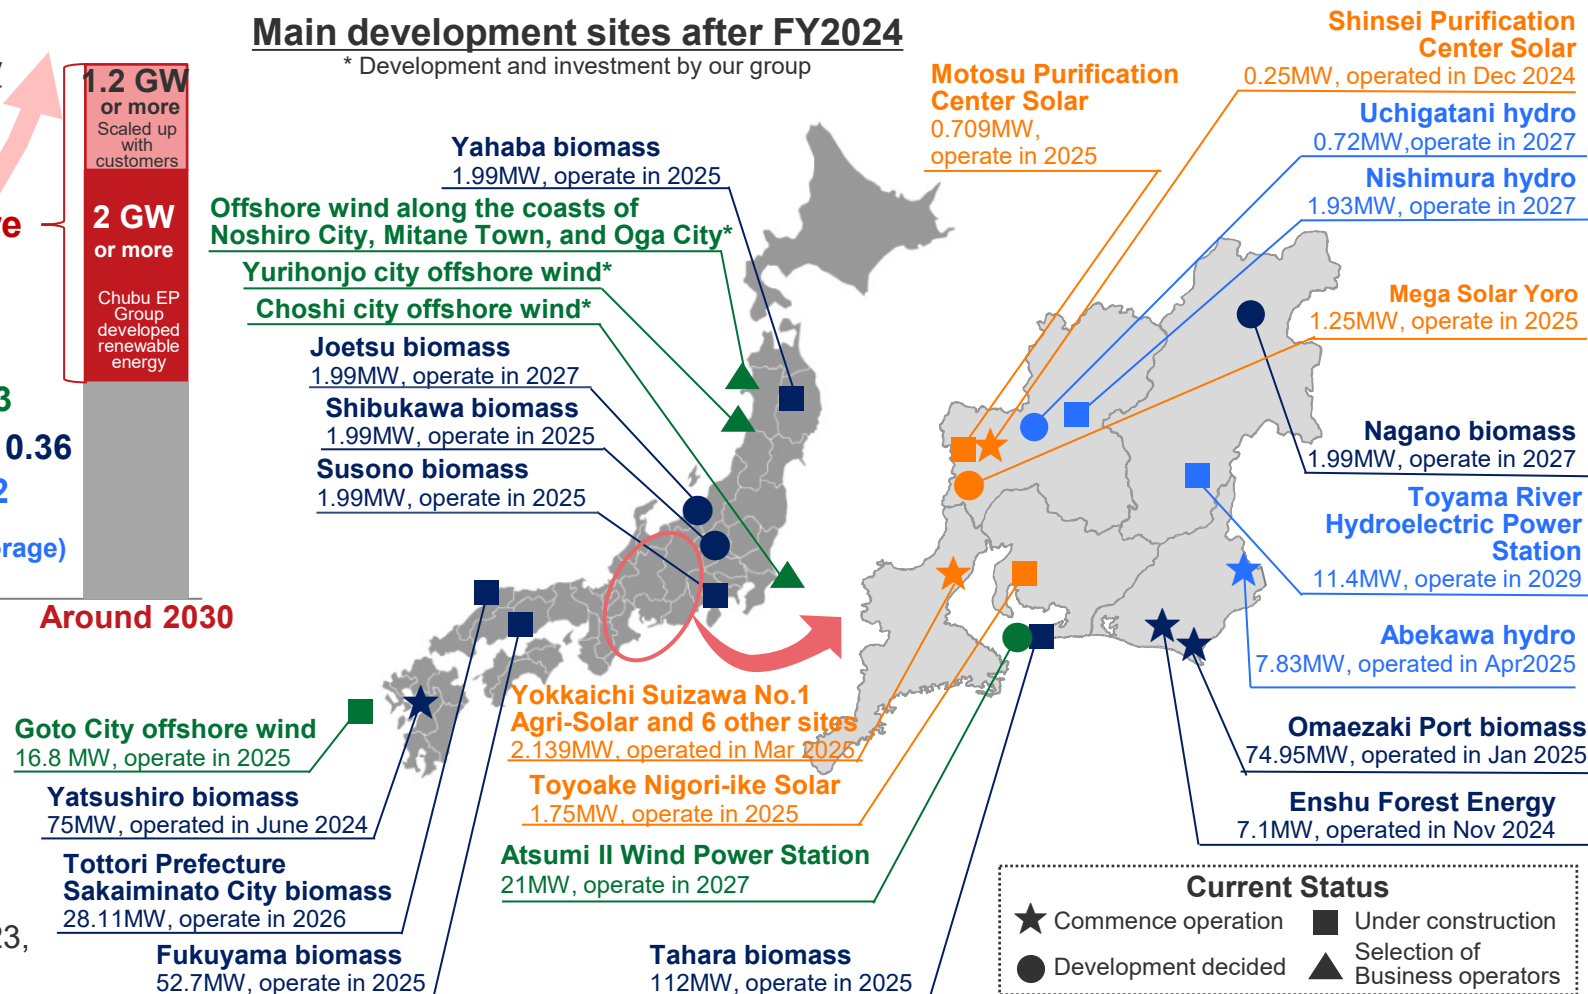 Main development sites after FY2024
* Development and investment by our group
1.2 GW
or more
Scaled up
with
customers
2 GW
or more
Chubu EP
Group
developed
renewable
energy
3
0.36
2
rage)
Around 2030
23,
Yahaba biomass
1.99MW, operate in 2025
Offshore wind along the coasts of
Noshiro City, Mitane Town, and Oga City*
Yurihonjo city offshore wind*
Choshi city offshore wind*
Joetsu biomass
1.99MW, operate in 2027
Shibukawa biomass
1.99MW, operate in 2025
Susono biomass
1.99MW, operate in 2025
Goto City offshore wind
16.8 MW, operate in 2025
Yatsushiro biomass
75MW, operated in June 2024
Tottori Prefecture
Sakaiminato City biomass
28.11MW, operate in 2026
Fukuyama biomass
52.7MW, operate in 2025
Motosu Purification
Center Solar
0.709MW,
operate in 2025
Shinsei Purification
Center Solar
0.25MW, operated in Dec 2024
Uchigatani hydro
0.72MW,operate in 2027
Nishimura hydro
1.93MW, operate in 2027
Mega Solar Yoro
1.25MW, operate in 2025
Nagano biomass
1.99MW, operate in 2027
Toyama River
Hydroelectric Power
Station
11.4MW, operate in 2029
Abekawa hydro
7.83MW, operated in Apr2025
Omaezaki Port biomass
74.95MW, operated in Jan 2025
Enshu Forest Energy
7.1MW, operated in Nov 2024
Yokkaichi Suizawa No.1
Agri-Solar and 6 other sites
2.139MW, operated in Mar 2025
Toyoake Nigori-ike Solar
1.75MW, operate in 2025
Atsumi II Wind Power Station
21MW, operate in 2027
Tahara biomass
112MW, operate in 2025
Current Status
Commence operation
Under construction
Development decided
Selection of
Business operators